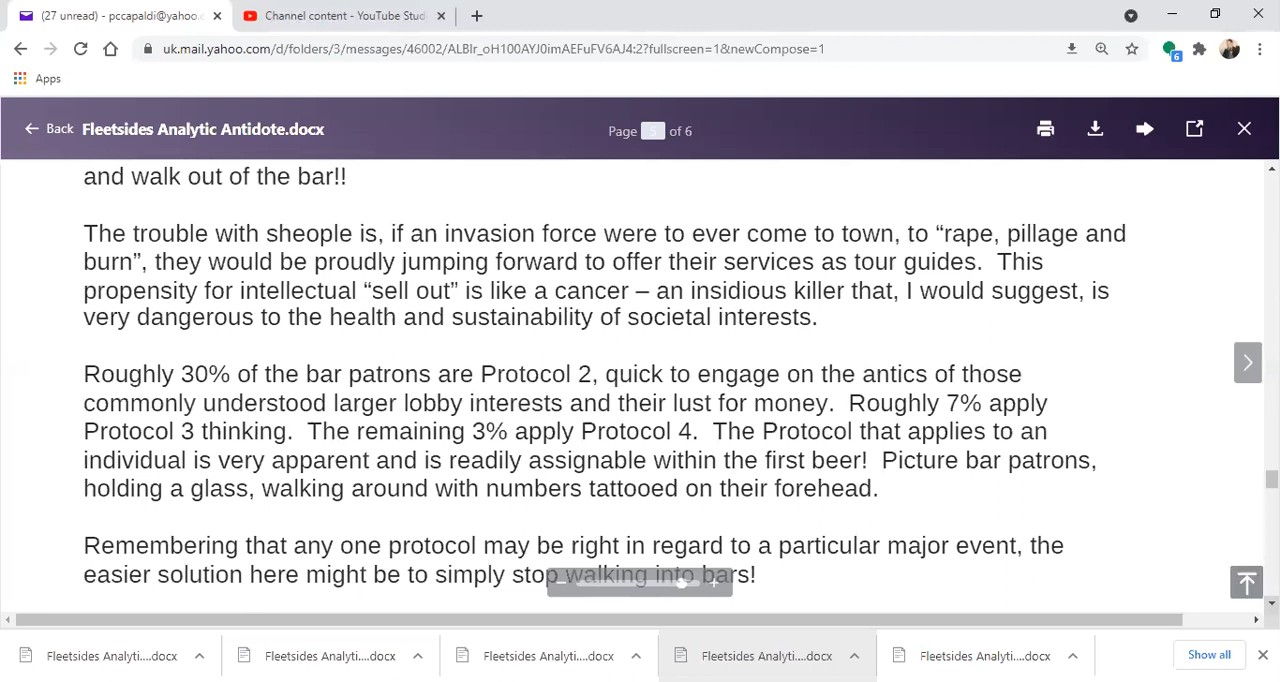 (27 unread) - pccapaldi@yahoo.c
Channel content - YouTube Stud
uk.mail.yahoo.com/d/folders/3/messages/46002/ALBlr_oH100AYJ0imAEFuFV6AJ4:2?fullscreen=1&newCompose=1
6
Apps
Back Fleetsides Analytic Antidote.docx
Page 5 of 6
and walk out of the bar!!
The trouble with sheople is, if an invasion force were to ever come to town, to “rape, pillage and
burn”, they would be proudly jumping forward to offer their services as tour guides.  This
propensity for intellectual “sell out” is like a cancer – an insidious killer that, I would suggest, is
very dangerous to the health and sustainability of societal interests.
Roughly 30% of the bar patrons are Protocol 2, quick to engage on the antics of those
commonly understood larger lobby interests and their lust for money.  Roughly 7% apply
Protocol 3 thinking.  The remaining 3% apply Protocol 4.  The Protocol that applies to an
individual is very apparent and is readily assignable within the first beer!  Picture bar patrons,
holding a glass, walking around with numbers tattooed on their forehead.
Remembering that any one protocol may be right in regard to a particular major event, the
easier solution here might be to simply stop walking into bars!
Fleetsides Analyti....docx
Fleetsides Analyti....docx
Fleetsides Analyti....docx
Fleetsides Analyti....docx
Fleetsides Analyti....docx
Show all